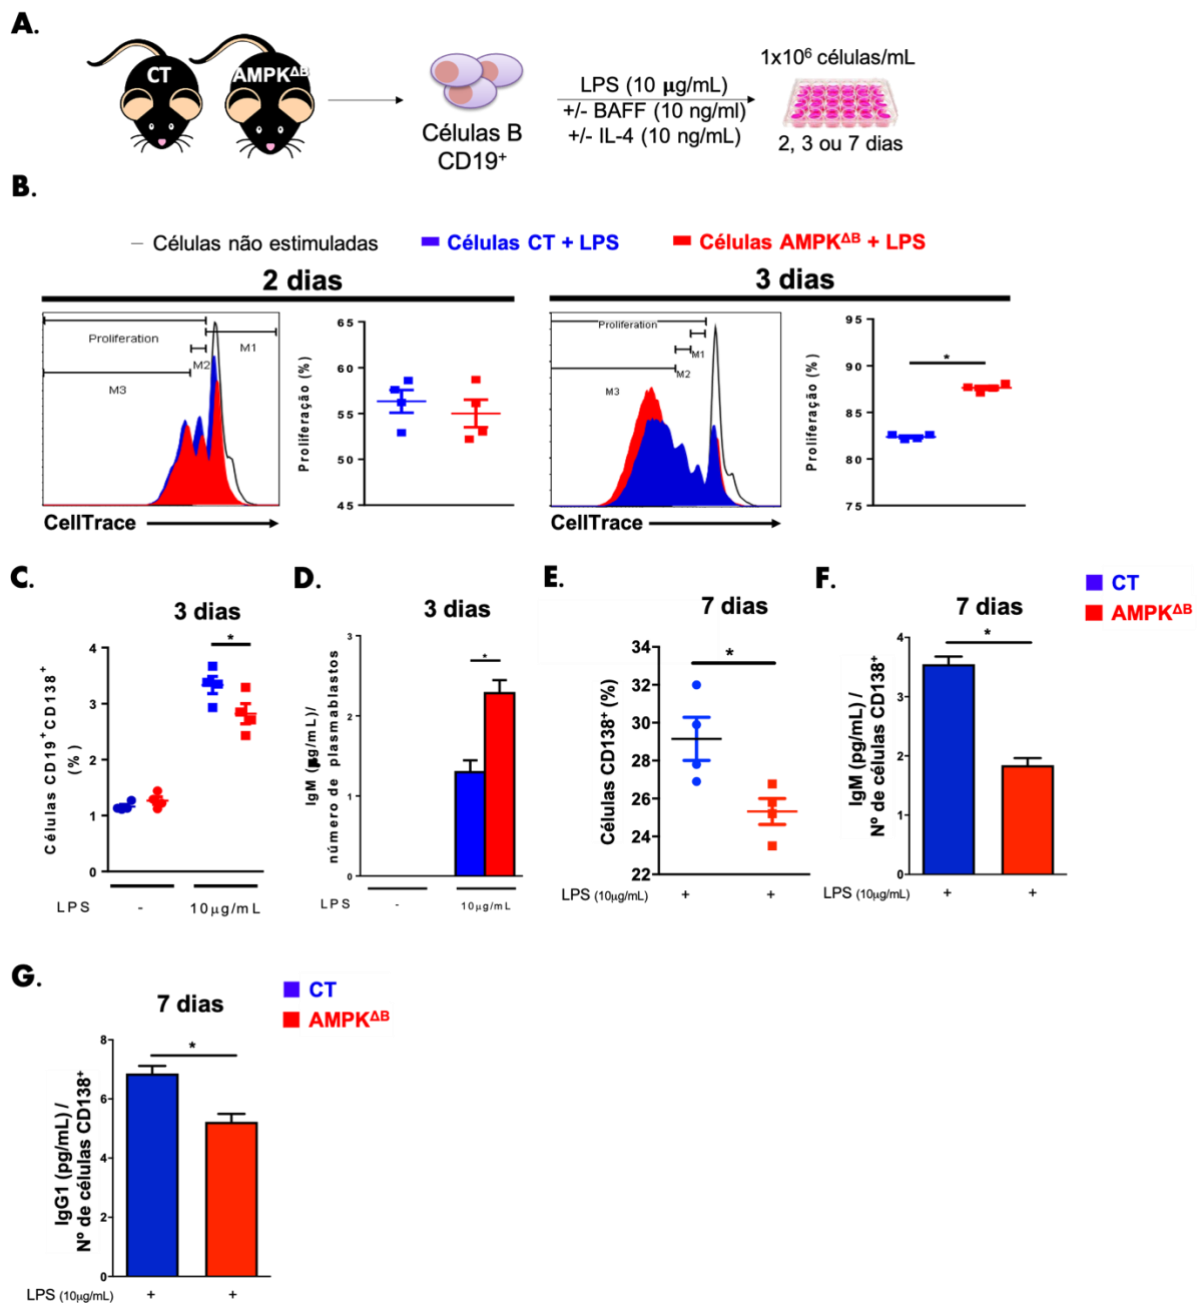 A.
CT
AMPKΔB
Células B
CD19+
LPS (10 µg/mL)
+/- BAFF (10 ng/ml)
+/- IL-4 (10 ng/mL)
1x10⁶ células/mL
2, 3 ou 7 dias
B.
Células não estimuladas
Células CT + LPS
Células AMPKΔB + LPS
2 dias
3 dias
Proliferation
M1
M2
M3
CellTrace
Proliferação (%)
65
60
55
50
45
Proliferation
M1
M2
M3
CellTrace
Proliferação (%)
95
90
85
80
75
*
C.
3 dias
Células CD19+CD138+
(%)
4
3
2
1
0
*
LPS - 10µg/mL
D.
3 dias
IgM (µg/mL)/
número de plasmablastos
3
2
1
0
*
LPS - 10µg/mL
E.
7 dias
Células CD138+ (%)
34
32
30
28
26
24
22
*
LPS (10µg/mL) + +
F.
7 dias
IgM (pg/mL) /
Nº de células CD138+
4
3
2
1
0
*
LPS (10µg/mL) + +
CT
AMPKΔB
G.
7 dias
IgG1 (pg/mL) /
Nº de células CD138+
8
6
4
2
0
*
LPS (10µg/mL) + +
CT
AMPKΔB